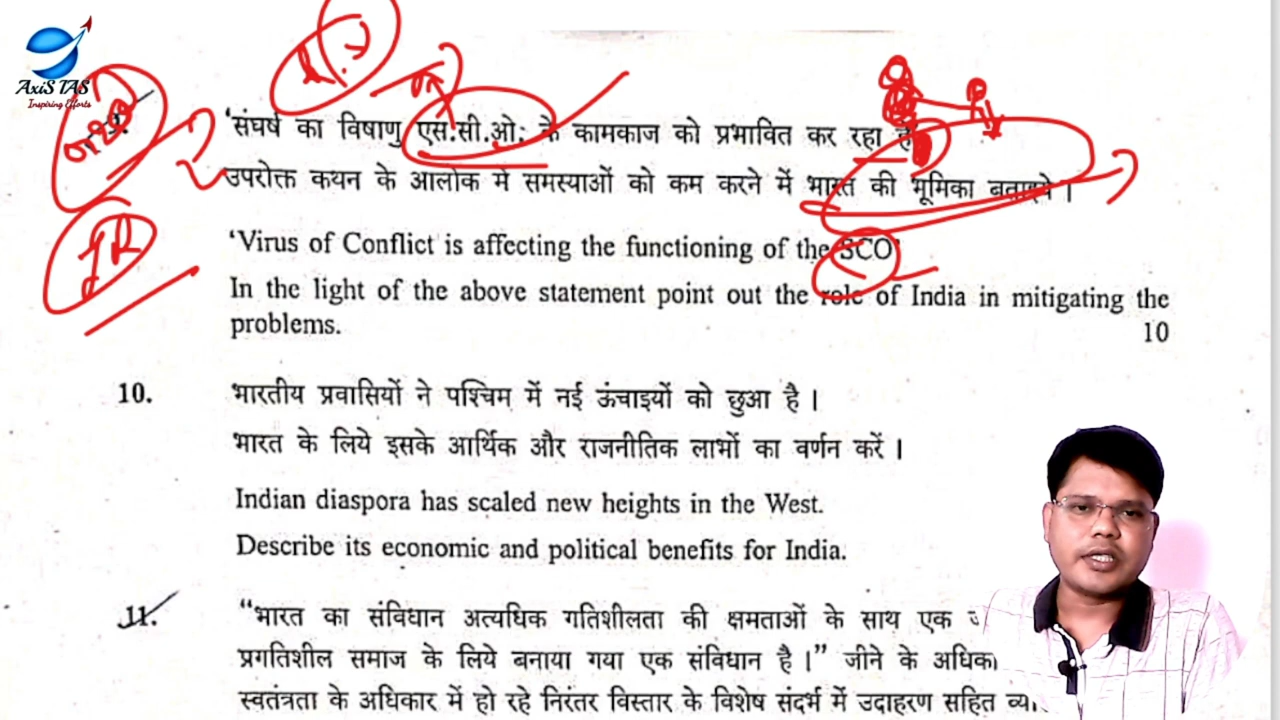 AxiS TAS
Inspiring Efforts
'संघर्ष का विषाणु एस.सी.ओ. के कामकाज को प्रभावित कर रहा है
उपरोक्त कथन के आलोक में समस्याओं को कम करने में भारत की भूमिका बताइये ।
'Virus of Conflict is affecting the functioning of the SCO'
In the light of the above statement point out the role of India in mitigating the
problems. 10
10. भारतीय प्रवासियों ने पश्चिम में नई ऊंचाइयों को छुआ है ।
भारत के लिये इसके आर्थिक और राजनीतिक लाभों का वर्णन करें ।
Indian diaspora has scaled new heights in the West.
Describe its economic and political benefits for India.
11. “भारत का संविधान अत्यधिक गतिशीलता की क्षमताओं के साथ एक
प्रगतिशील समाज के लिये बनाया गया एक संविधान है ।” जीने के
स्वतंत्रता के अधिकार में हो रहे निरंतर विस्तार के विशेष संदर्भ में उदाहरण सहित